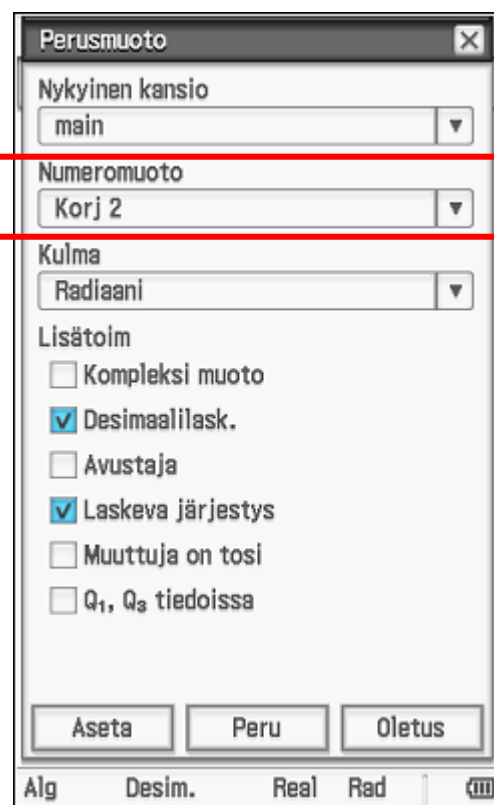 Perusmuoto
Nykyinen kansio
main
Numeromuoto
Korj 2
Kulma
Radiaani
Lisätoim
Kompleksi muoto
Desimaalilask.
Avustaja
Laskeva järjestys
Muuttuja on tosi
Q₁, Q₃ tiedoissa
Aseta Peru Oletus
Alg Desim. Real Rad